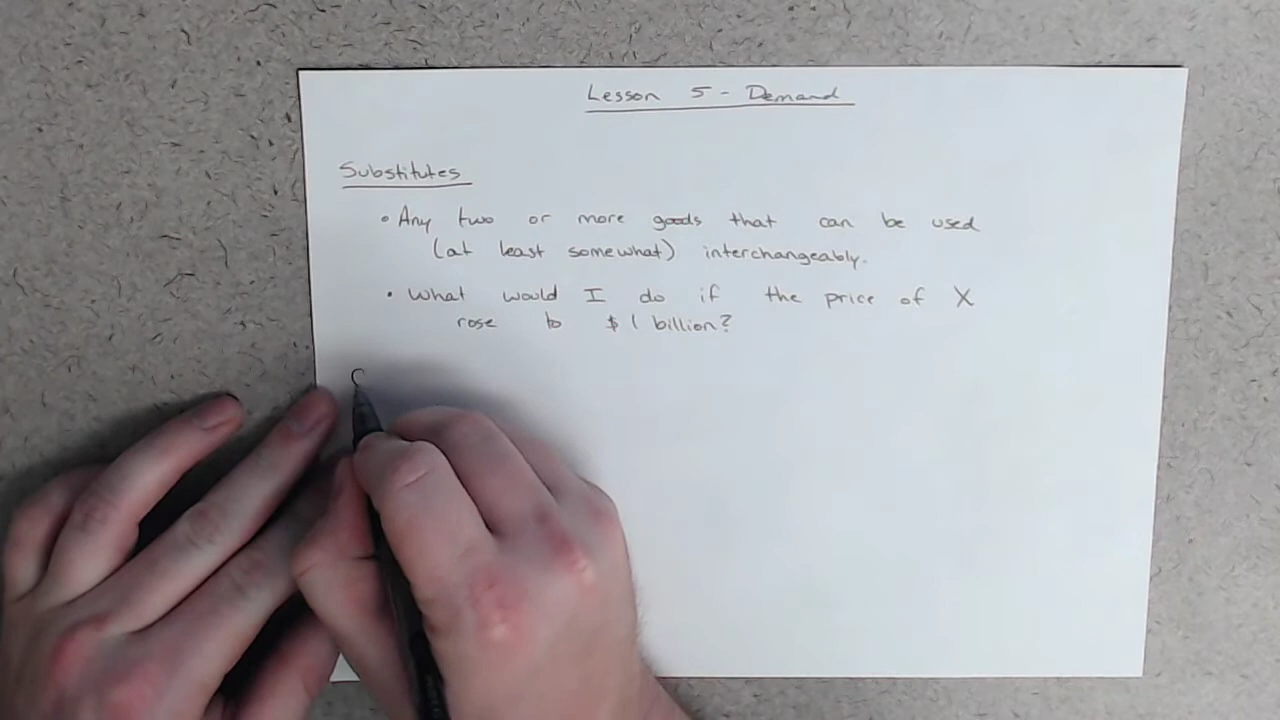 Lesson 5 - Demand
Substitutes
• Any two or more goods that can be used
(at least somewhat) interchangeably.
• What would I do if the price of X
rose to $1 billion?
C